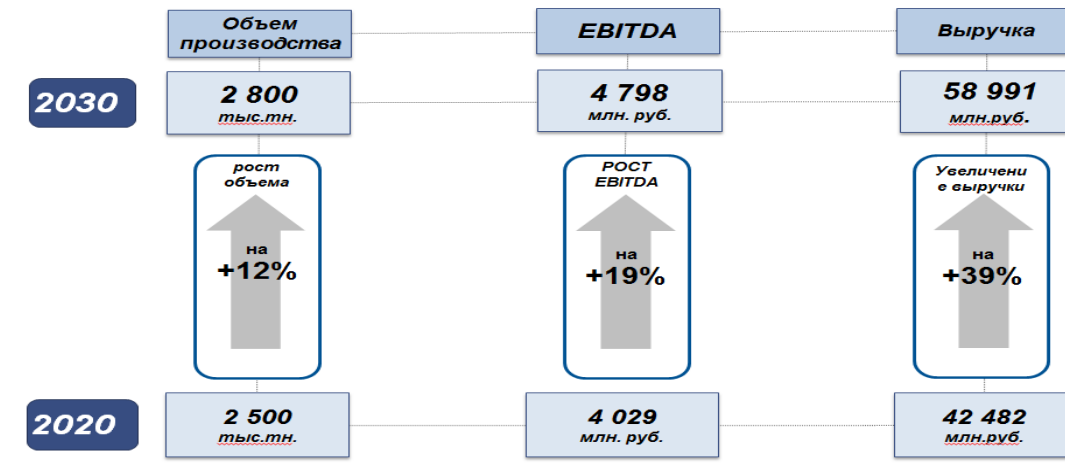 Объем
производства
EBITDA
Выручка
2030
2 800
тыс.тн.
4 798
млн. руб.
58 991
млн.руб.
рост
объема
на
+12%
РОСТ
EBITDA
на
+19%
Увеличени
е выручки
на
+39%
2020
2 500
тыс.тн.
4 029
млн. руб.
42 482
млн.руб.